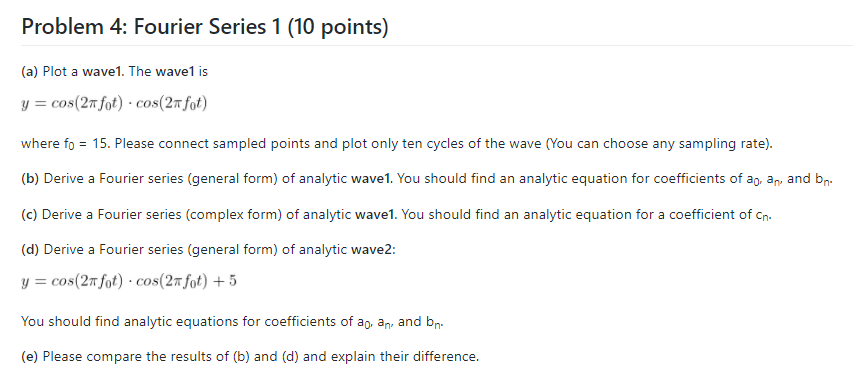 Problem 4: Fourier Series 1 (10 points)
(a) Plot a wave1. The wave1 is
y = cos(2πf₀t) · cos(2πf₀t)
where f₀ = 15. Please connect sampled points and plot only ten cycles of the wave (You can choose any sampling rate).
(b) Derive a Fourier series (general form) of analytic wave1. You should find an analytic equation for coefficients of a₀, aₙ, and bₙ.
(c) Derive a Fourier series (complex form) of analytic wave1. You should find an analytic equation for a coefficient of cₙ.
(d) Derive a Fourier series (general form) of analytic wave2:
y = cos(2πf₀t) · cos(2πf₀t) + 5
You should find analytic equations for coefficients of a₀, aₙ, and bₙ.
(e) Please compare the results of (b) and (d) and explain their difference.